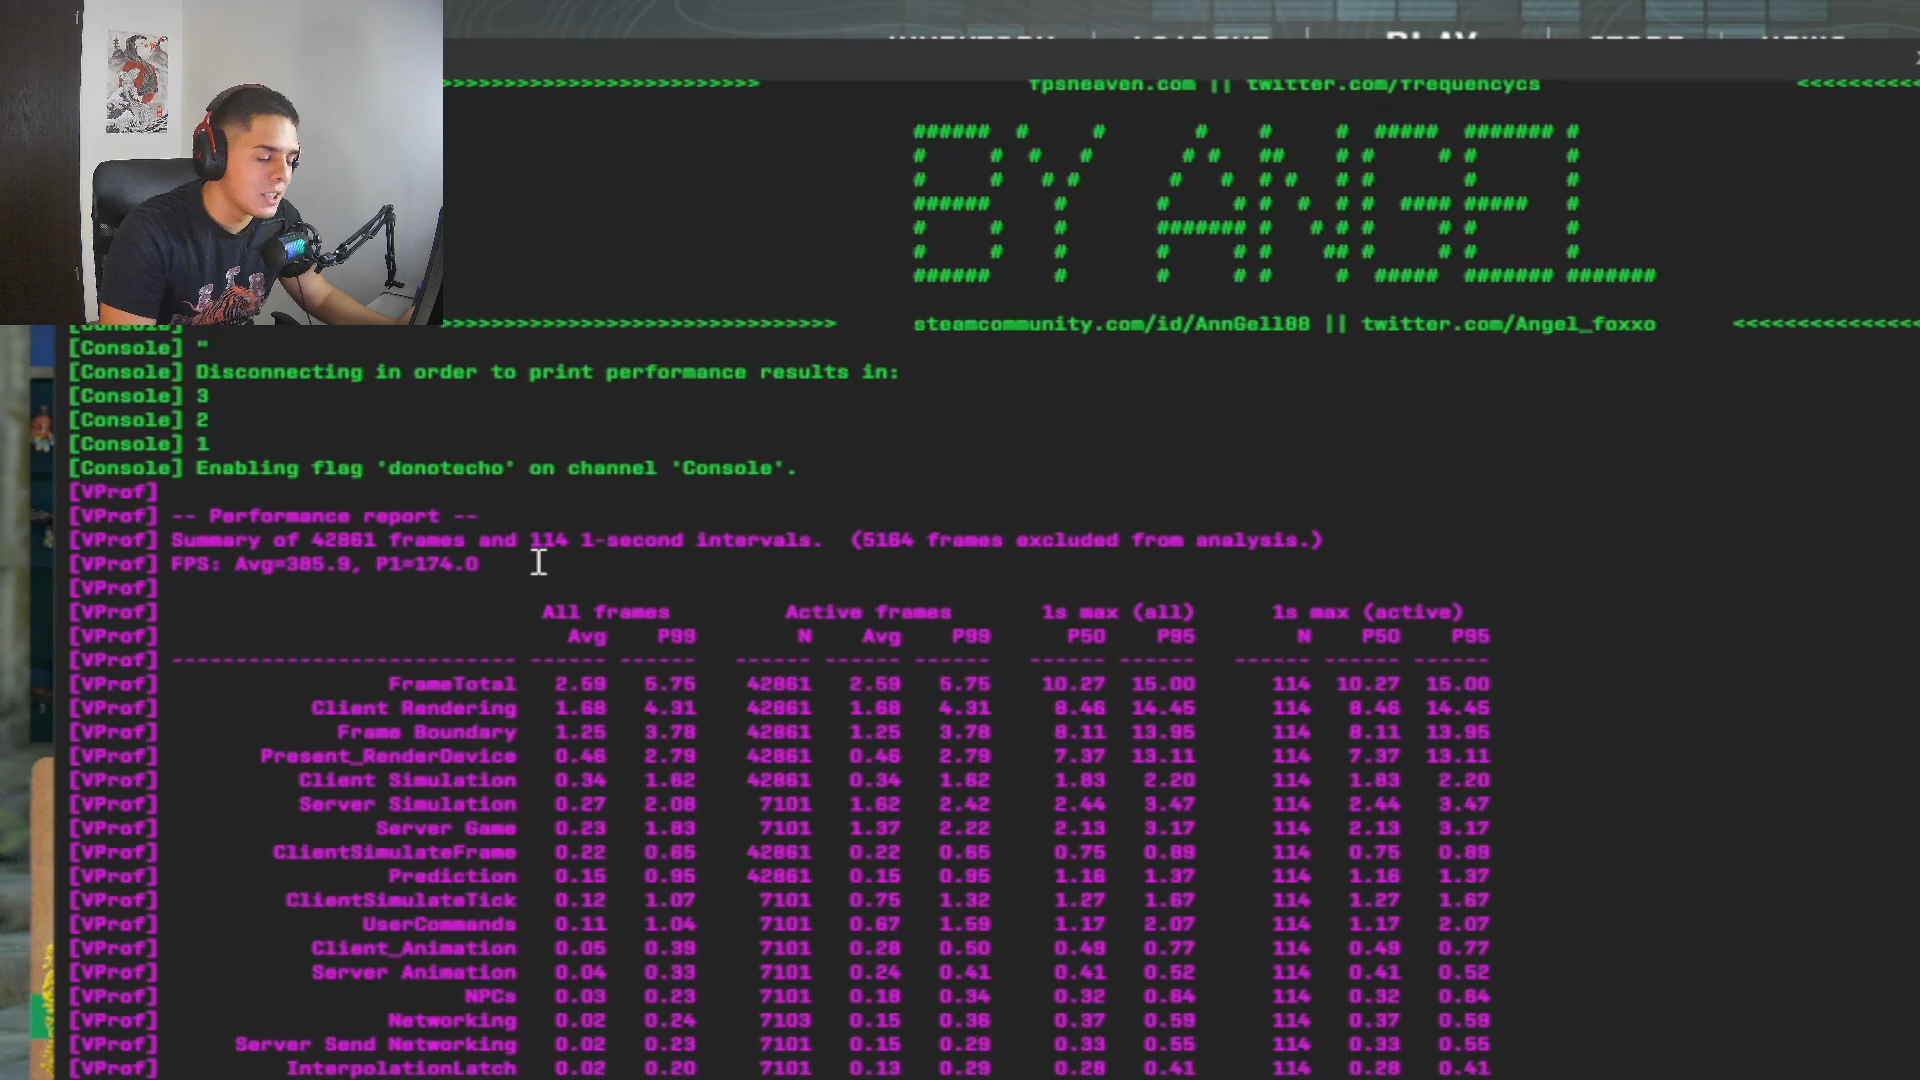 fpsheaven.com || twitter.com/frequencycs
BY ANGEL
steamcommunity.com/id/AnnGell88 || twitter.com/Angel_foxxo
[Console] "
[Console] Disconnecting in order to print performance results in:
[Console] 3
[Console] 2
[Console] 1
[Console] Enabling flag 'donotecho' on channel 'Console'.
[VProf]
[VProf] -- Performance report --
[VProf] Summary of 42861 frames and 114 1-second intervals. (5164 frames excluded from analysis.)
[VProf] FPS: Avg=385.9, P1=174.0
[VProf]
[VProf] All frames Active frames 1s max (all) 1s max (active)
[VProf] Avg P99 N Avg P99 P50 P95 N P50 P95
[VProf] --------------------------- ------ ------ ------ ------ ------ ------ ------ ------ ------ ------
[VProf] FrameTotal 2.59 5.75 42861 2.59 5.75 10.27 15.00 114 10.27 15.00
[VProf] Client Rendering 1.68 4.31 42861 1.68 4.31 8.46 14.45 114 8.46 14.45
[VProf] Frame Boundary 1.25 3.78 42861 1.25 3.78 8.11 13.95 114 8.11 13.95
[VProf] Present_RenderDevice 0.46 2.79 42861 0.46 2.79 7.37 13.11 114 7.37 13.11
[VProf] Client Simulation 0.34 1.62 42861 0.34 1.62 1.83 2.20 114 1.83 2.20
[VProf] Server Simulation 0.27 2.08 7101 1.62 2.42 2.44 3.47 114 2.44 3.47
[VProf] Server Game 0.23 1.83 7101 1.37 2.22 2.13 3.17 114 2.13 3.17
[VProf] ClientSimulateFrame 0.22 0.65 42861 0.22 0.65 0.75 0.89 114 0.75 0.89
[VProf] Prediction 0.15 0.95 42861 0.15 0.95 1.16 1.37 114 1.16 1.37
[VProf] ClientSimulateTick 0.12 1.07 7101 0.75 1.32 1.27 1.67 114 1.27 1.67
[VProf] UserCommands 0.11 1.04 7101 0.67 1.59 1.17 2.07 114 1.17 2.07
[VProf] Client_Animation 0.05 0.39 7101 0.28 0.50 0.49 0.77 114 0.49 0.77
[VProf] Server Animation 0.04 0.33 7101 0.24 0.41 0.41 0.52 114 0.41 0.52
[VProf] NPCs 0.03 0.23 7101 0.18 0.34 0.32 0.64 114 0.32 0.64
[VProf] Networking 0.02 0.24 7103 0.15 0.36 0.37 0.59 114 0.37 0.59
[VProf] Server Send Networking 0.02 0.23 7101 0.15 0.29 0.33 0.55 114 0.33 0.55
[VProf] InterpolationLatch 0.02 0.20 7101 0.13 0.29 0.28 0.41 114 0.28 0.41